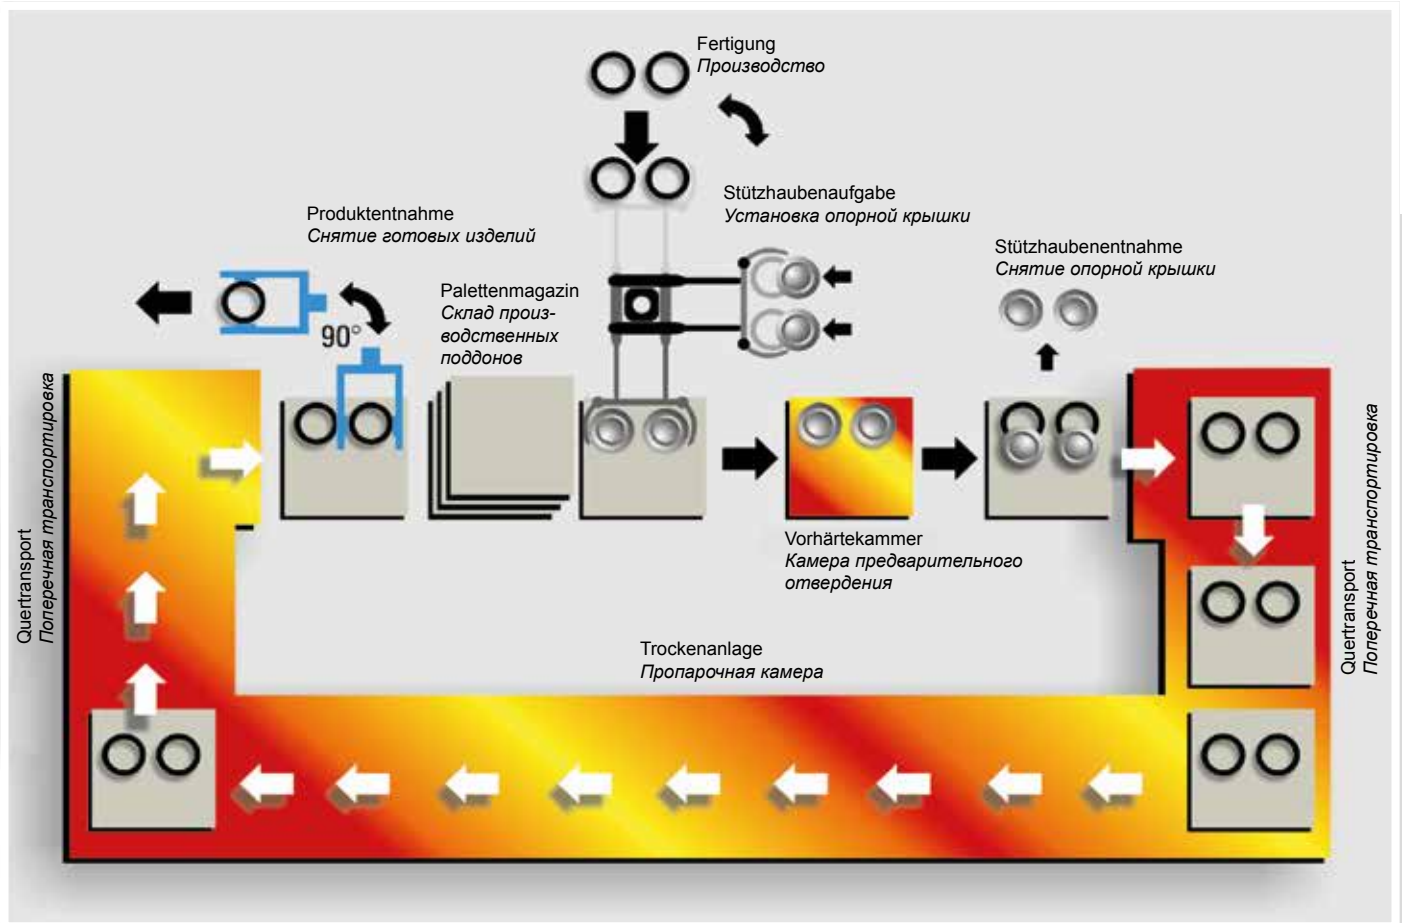 Fertigung
Производство
Stützhaubenaufgabe
Установка опорной крышки
Produktentnahme
Снятие готовых изделий
Stützhaubenentnahme
Снятие опорной крышки
Palettenmagazin
Склад произ-
водственных
поддонов
90°
Quertransport
Поперечная транспортировка
Vorhärtekammer
Камера предварительного
отвердения
Quertransport
Поперечная транспортировка
Trockenanlage
Пропарочная камера